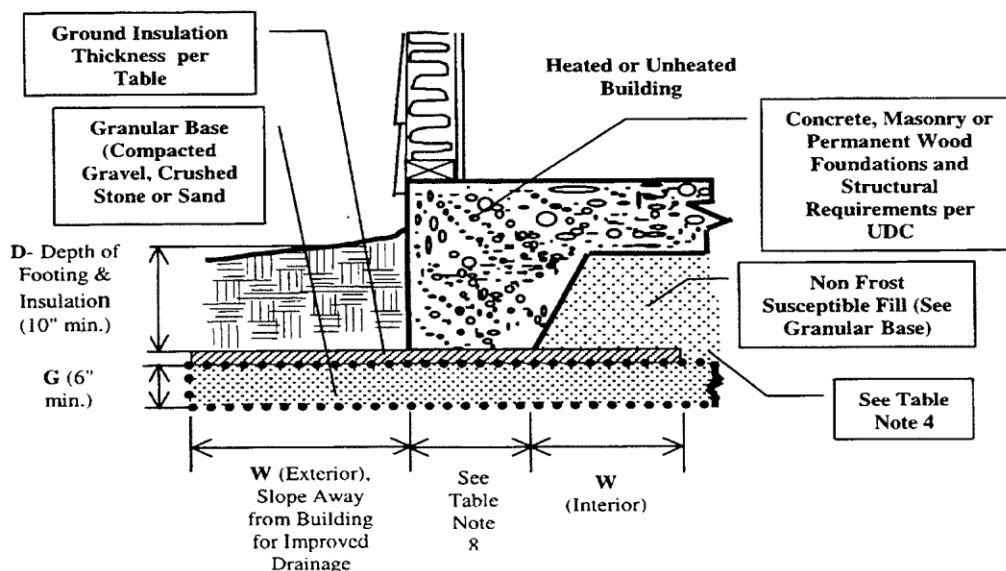 Ground Insulation
Thickness per
Table
Granular Base
(Compacted
Gravel, Crushed
Stone or Sand
D- Depth of
Footing &
Insulation
(10" min.)
G (6"
min.)
Heated or Unheated
Building
Concrete, Masonry or
Permanent Wood
Foundations and
Structural
Requirements per
UDC
Non Frost
Susceptible Fill (See
Granular Base)
See Table
Note 4
W (Exterior),
Slope Away
from Building
for Improved
Drainage
See
Table
Note
8
W
(Interior)